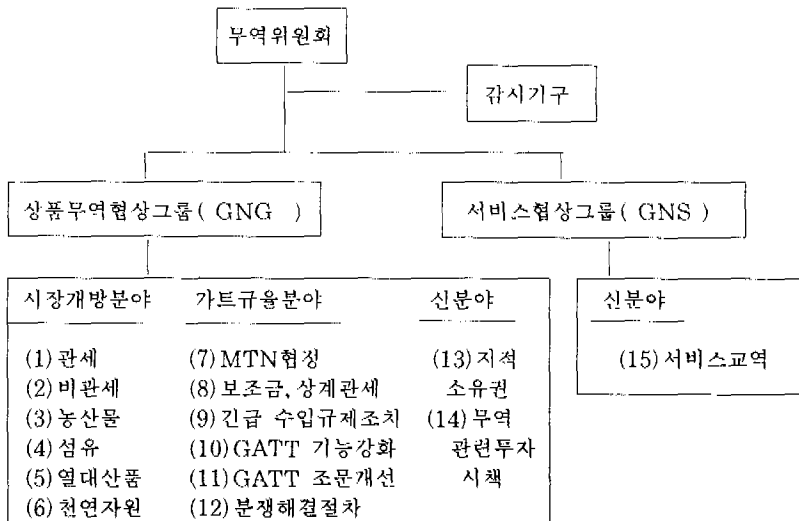 무역위원회
감시기구
상품무역협상그룹( GNG )
서비스협상그룹( GNS )
시장개방분야
(1) 관세
(2) 비관세
(3) 농산물
(4) 섬유
(5) 열대산품
(6) 천연자원
가트규율분야
(7) MTN협정
(8) 보조금, 상계관세
(9) 긴급 수입규제조치
(10) GATT 기능강화
(11) GATT 조문개선
(12) 분쟁해결절차
신분야
(13) 지적
소유권
(14) 무역
관련투자
시책
신분야
(15) 서비스교역